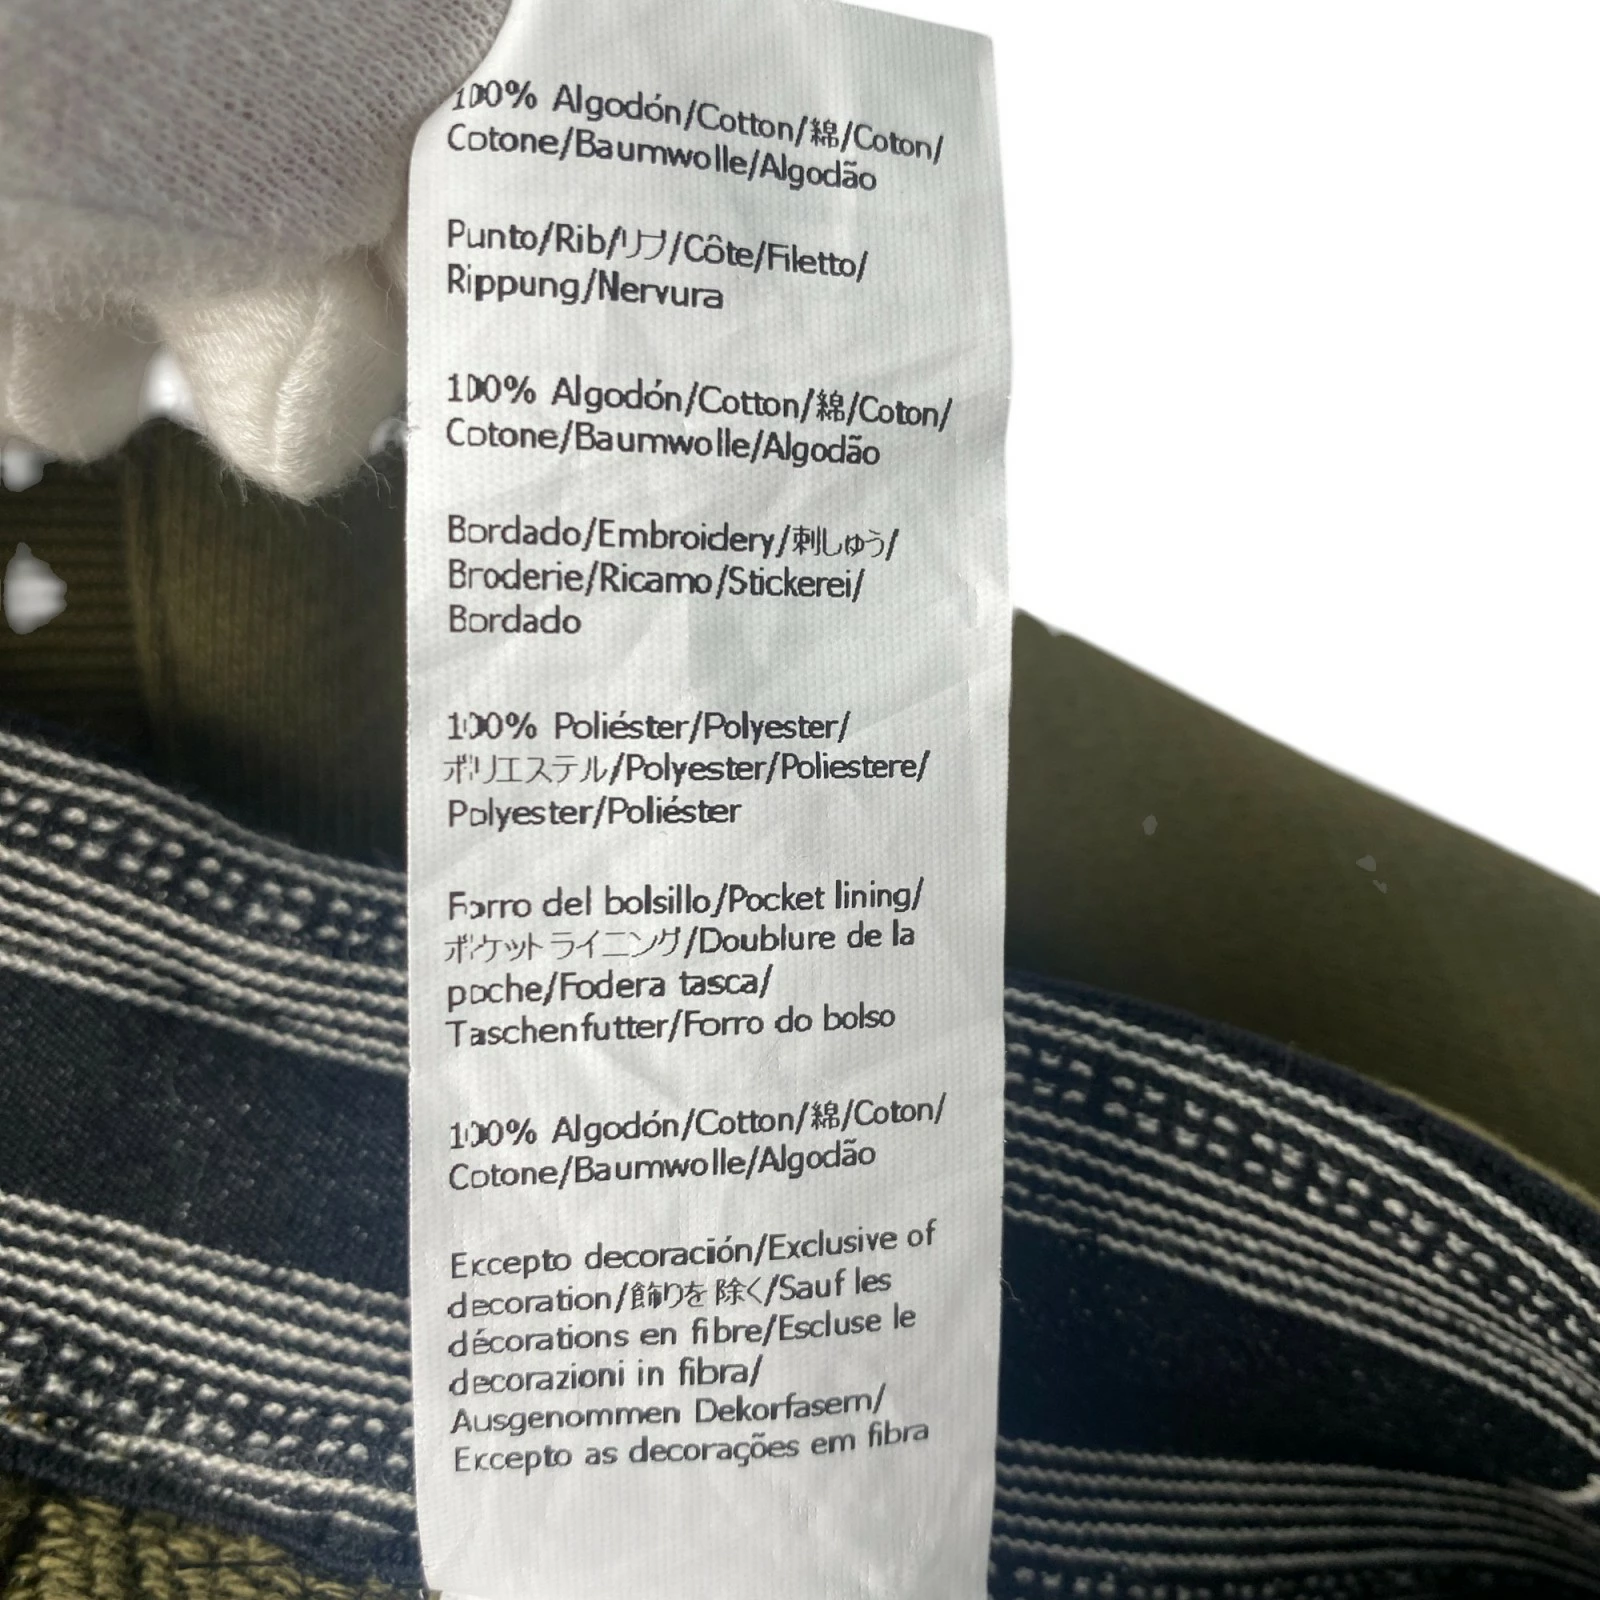 100% Algodón/Cotton/綿/Coton/
Cotone/Baumwolle/Algodão
Punto/Rib/リブ/Côte/Filetto/
Rippung/Nervura
100% Algodón/Cotton/綿/Coton/
Cotone/Baumwolle/Algodão
Bordado/Embroidery/刺しゅう/
Broderie/Ricamo/Stickerei/
Bordado
100% Poliéster/Polyester/
ポリエステル/Polyester/Poliestere/
Polyester/Poliéster
Forro del bolsillo/Pocket lining/
ポケットライニング/Doublure de la
poche/Fodera tasca/
Taschenfutter/Forro do bolso
100% Algodón/Cotton/綿/Coton/
Cotone/Baumwolle/Algodão
Excepto decoración/Exclusive of
decoration/飾りを除く/Sauf les
décorations en fibre/Escluse le
decorazioni in fibra/
Ausgenommen Dekorfasern/
Excepto as decorações em fibra